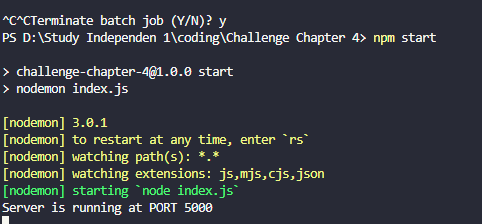 ^C^CTerminate batch job (Y/N)? y
PS D:\Study Independen 1\coding\Challenge Chapter 4> npm start
> challenge-chapter-4@1.0.0 start
> nodemon index.js
[nodemon] 3.0.1
[nodemon] to restart at any time, enter `rs`
[nodemon] watching path(s): *.*
[nodemon] watching extensions: js,mjs,cjs,json
[nodemon] starting `node index.js`
Server is running at PORT 5000